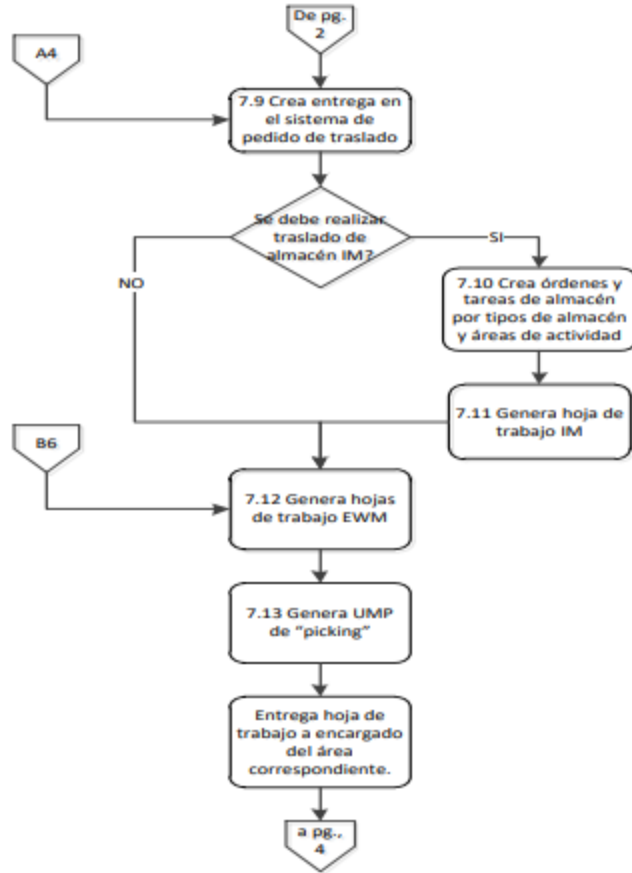 De pg.
2
A4
7.9 Crea entrega en
el sistema de
pedido de traslado
Se debe realizar
traslado de
almacén IM?
SI
NO
7.10 Crea órdenes y
tareas de almacén
por tipos de almacén
y áreas de actividad
7.11 Genera hoja de
trabajo IM
B6
7.12 Genera hojas
de trabajo EWM
7.13 Genera UMP
de “picking”
Entrega hoja de
trabajo a encargado
del área
correspondiente.
a pg.,
4